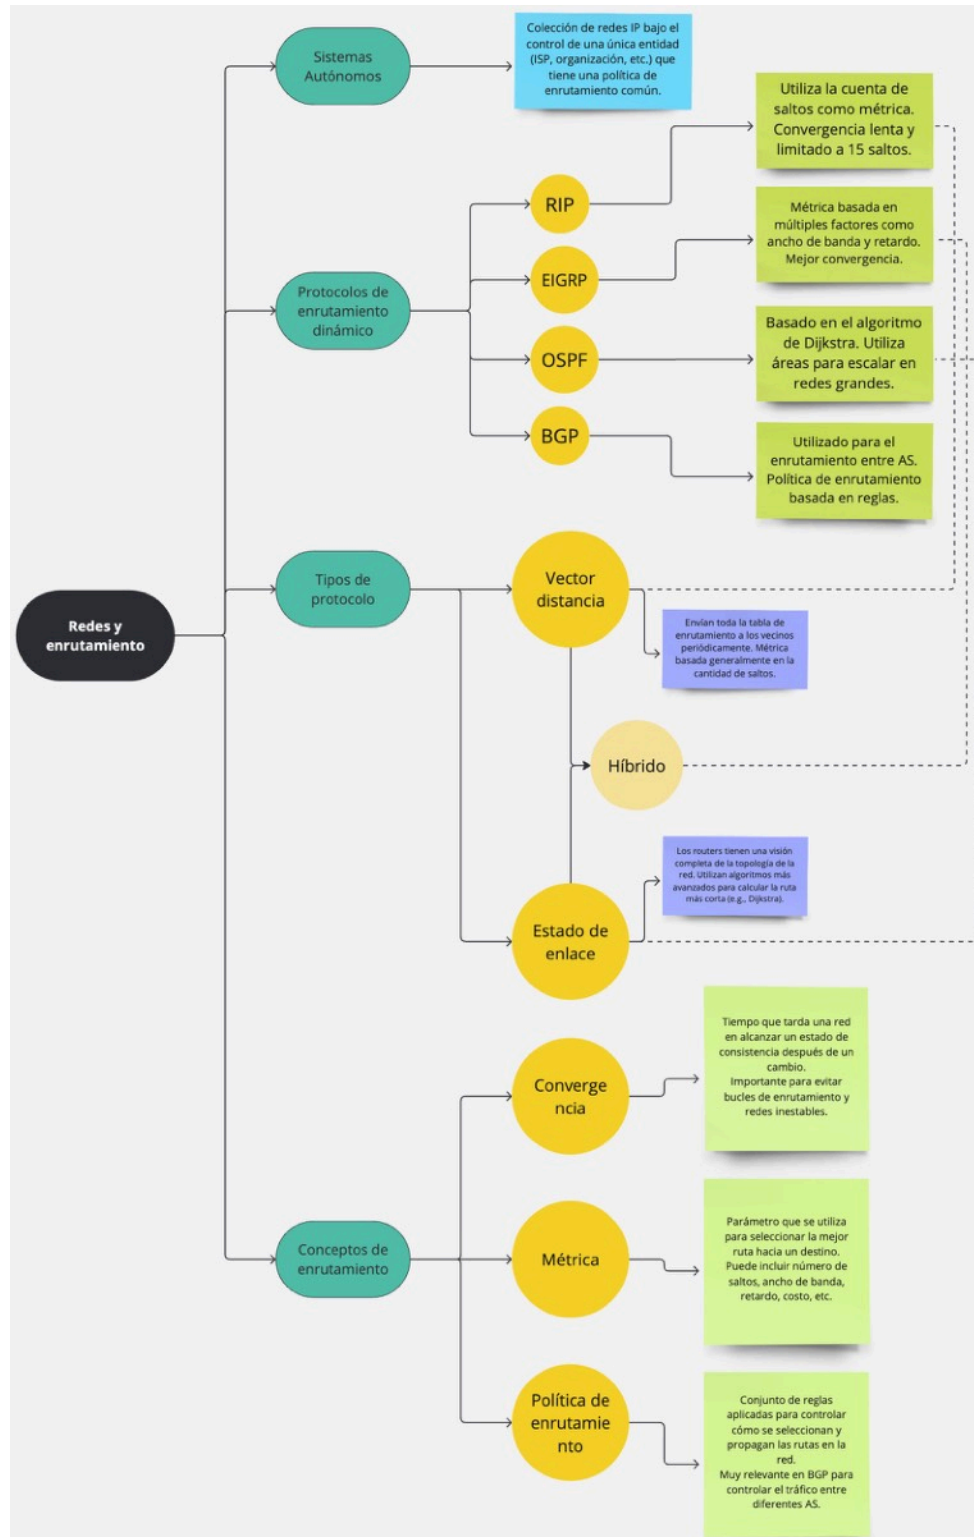 Sistemas
Autónomos
Colección de redes IP bajo el
control de una única entidad
(ISP, organización, etc.) que
tiene una política de
enrutamiento común.
Utiliza la cuenta de
saltos como métrica.
Convergencia lenta y
limitado a 15 saltos.
RIP
Métrica basada en
múltiples factores como
ancho de banda y retardo.
Mejor convergencia.
EIGRP
Protocolos de
enrutamiento
dinámico
Basado en el algoritmo
de Dijkstra. Utiliza
áreas para escalar en
redes grandes.
OSPF
BGP
Utilizado para el
enrutamiento entre AS.
Política de enrutamiento
basada en reglas.
Tipos de
protocolo
Vector
distancia
Redes y
enrutamiento
Envían toda la tabla de
enrutamiento a los vecinos
periódicamente. Métrica
basada generalmente en la
cantidad de saltos.
Híbrido
Los routers tienen una visión
completa de la topología de la
red. Utilizan algoritmos más
avanzados para calcular la ruta
más corta (e.g., Dijkstra).
Estado de
enlace
Converge
ncia
Tiempo que tarda una red
en alcanzar un estado de
consistencia después de un
cambio.
Importante para evitar
bucles de enrutamiento y
redes inestables.
Conceptos de
enrutamiento
Métrica
Parámetro que se utiliza
para seleccionar la mejor
ruta hacia un destino.
Puede incluir número de
saltos, ancho de banda,
retardo, costo, etc.
Política de
enrutamie
nto
Conjunto de reglas
aplicadas para controlar
cómo se seleccionan y
propagan las rutas en la
red.
Muy relevante en BGP para
controlar el tráfico entre
diferentes AS.